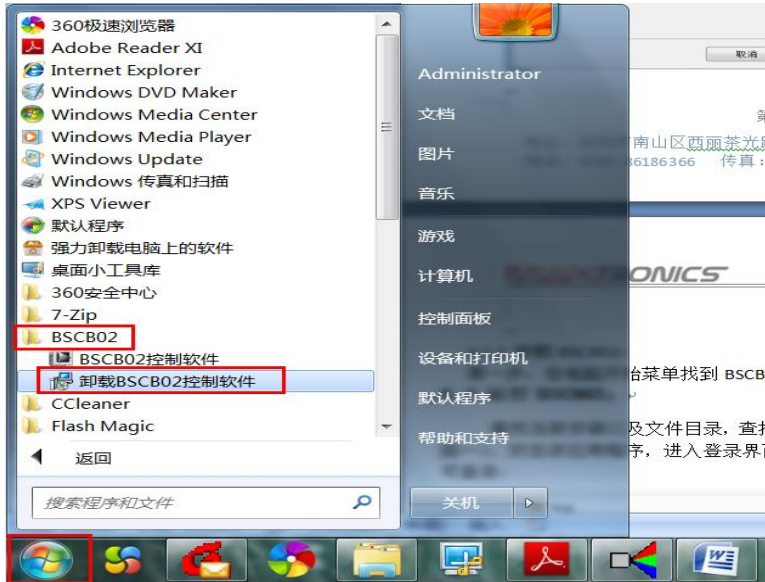 360极速浏览器
Adobe Reader XI
Internet Explorer
Windows DVD Maker
Windows Media Center
Windows Media Player
Windows Update
Windows 传真和扫描
XPS Viewer
默认程序
强力卸载电脑上的软件
桌面小工具库
360安全中心
7-Zip
BSCB02
BSCB02控制软件
卸载BSCB02控制软件
CCleaner
Flash Magic
返回
搜索程序和文件
Administrator
文档
图片
音乐
游戏
计算机
控制面板
设备和打印机
默认程序
帮助和支持
关机
取消
南山区西丽茶光
6186366 传真:
ONICS
菜单找到 BSCB
及文件目录，查
序，进入登录界